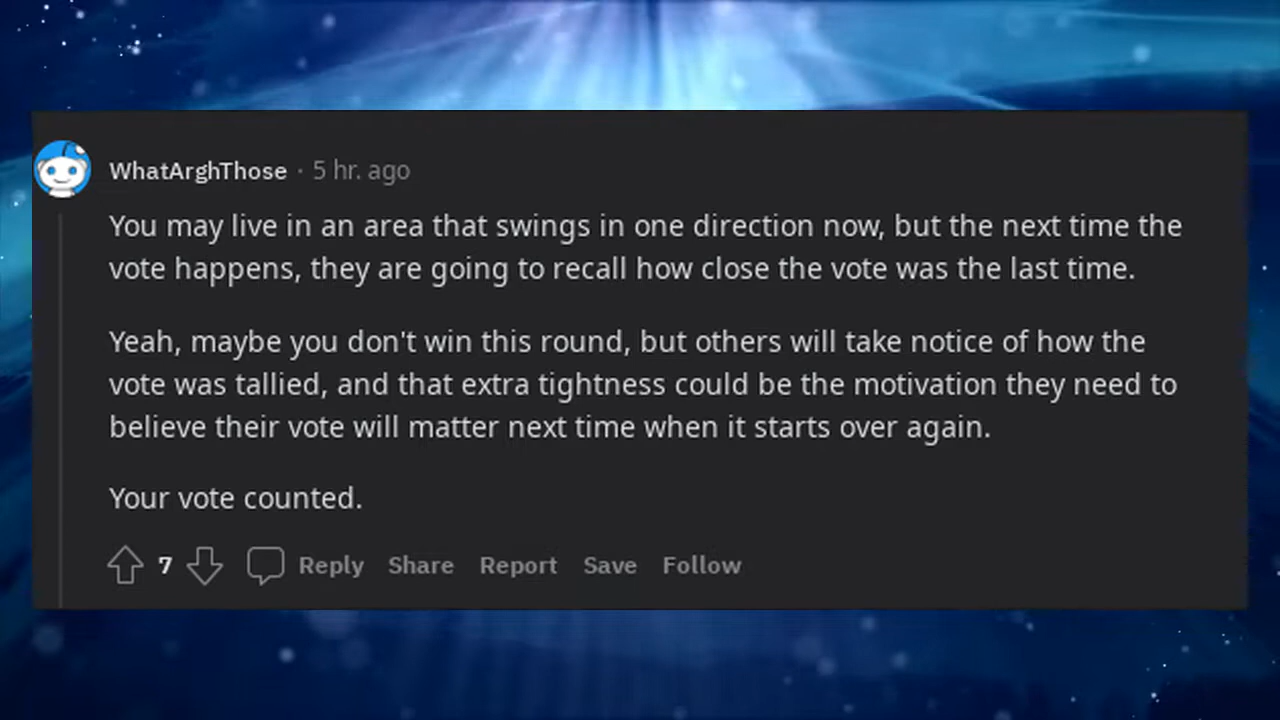 WhatArghThose · 5 hr. ago
You may live in an area that swings in one direction now, but the next time the
vote happens, they are going to recall how close the vote was the last time.
Yeah, maybe you don't win this round, but others will take notice of how the
vote was tallied, and that extra tightness could be the motivation they need to
believe their vote will matter next time when it starts over again.
Your vote counted.
7 Reply Share Report Save Follow